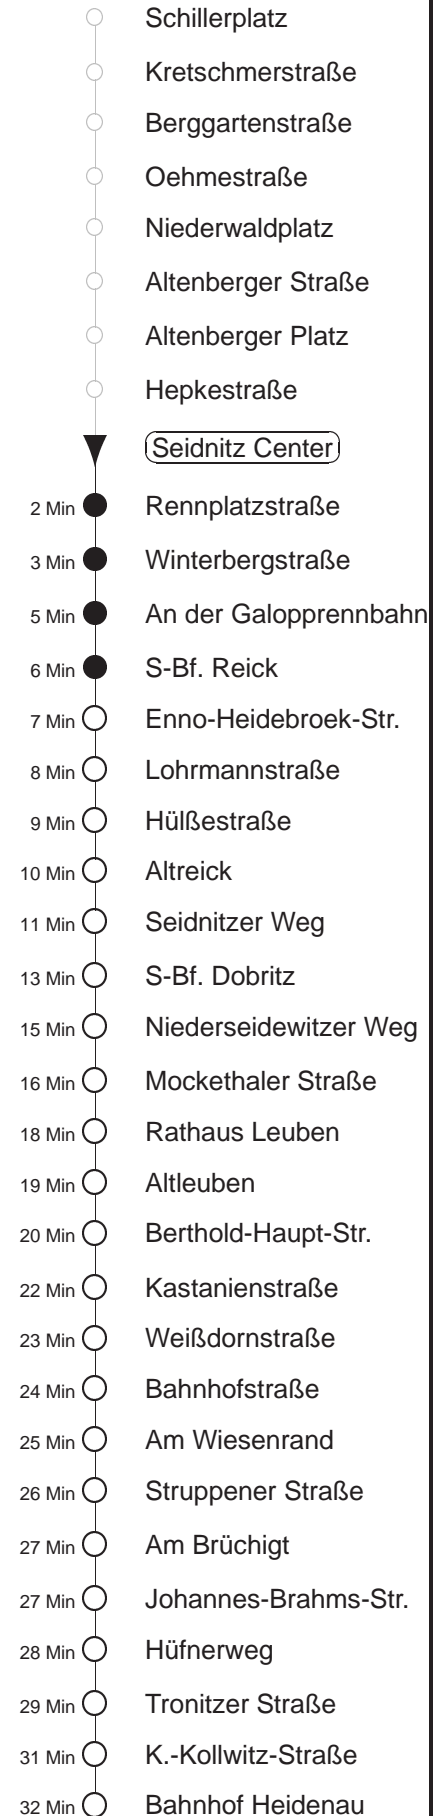 Schillerplatz
Kretschmerstraße
Berggartenstraße
Oehmestraße
Niederwaldplatz
Altenberger Straße
Altenberger Platz
Hepkestraße
Seidnitz Center
2 Min Rennplatzstraße
3 Min Winterbergstraße
5 Min An der Galopprennbahn
6 Min S-Bf. Reick
7 Min Enno-Heidebroek-Str.
8 Min Lohrmannstraße
9 Min Hülßestraße
10 Min Altreick
11 Min Seidnitzer Weg
13 Min S-Bf. Dobritz
15 Min Niederseidewitzer Weg
16 Min Mockethaler Straße
18 Min Rathaus Leuben
19 Min Altleuben
20 Min Berthold-Haupt-Str.
22 Min Kastanienstraße
23 Min Weißdornstraße
24 Min Bahnhofstraße
25 Min Am Wiesenrand
26 Min Struppener Straße
27 Min Am Brüchigt
27 Min Johannes-Brahms-Str.
28 Min Hüfnerweg
29 Min Tronitzer Straße
31 Min K.-Kollwitz-Straße
32 Min Bahnhof Heidenau